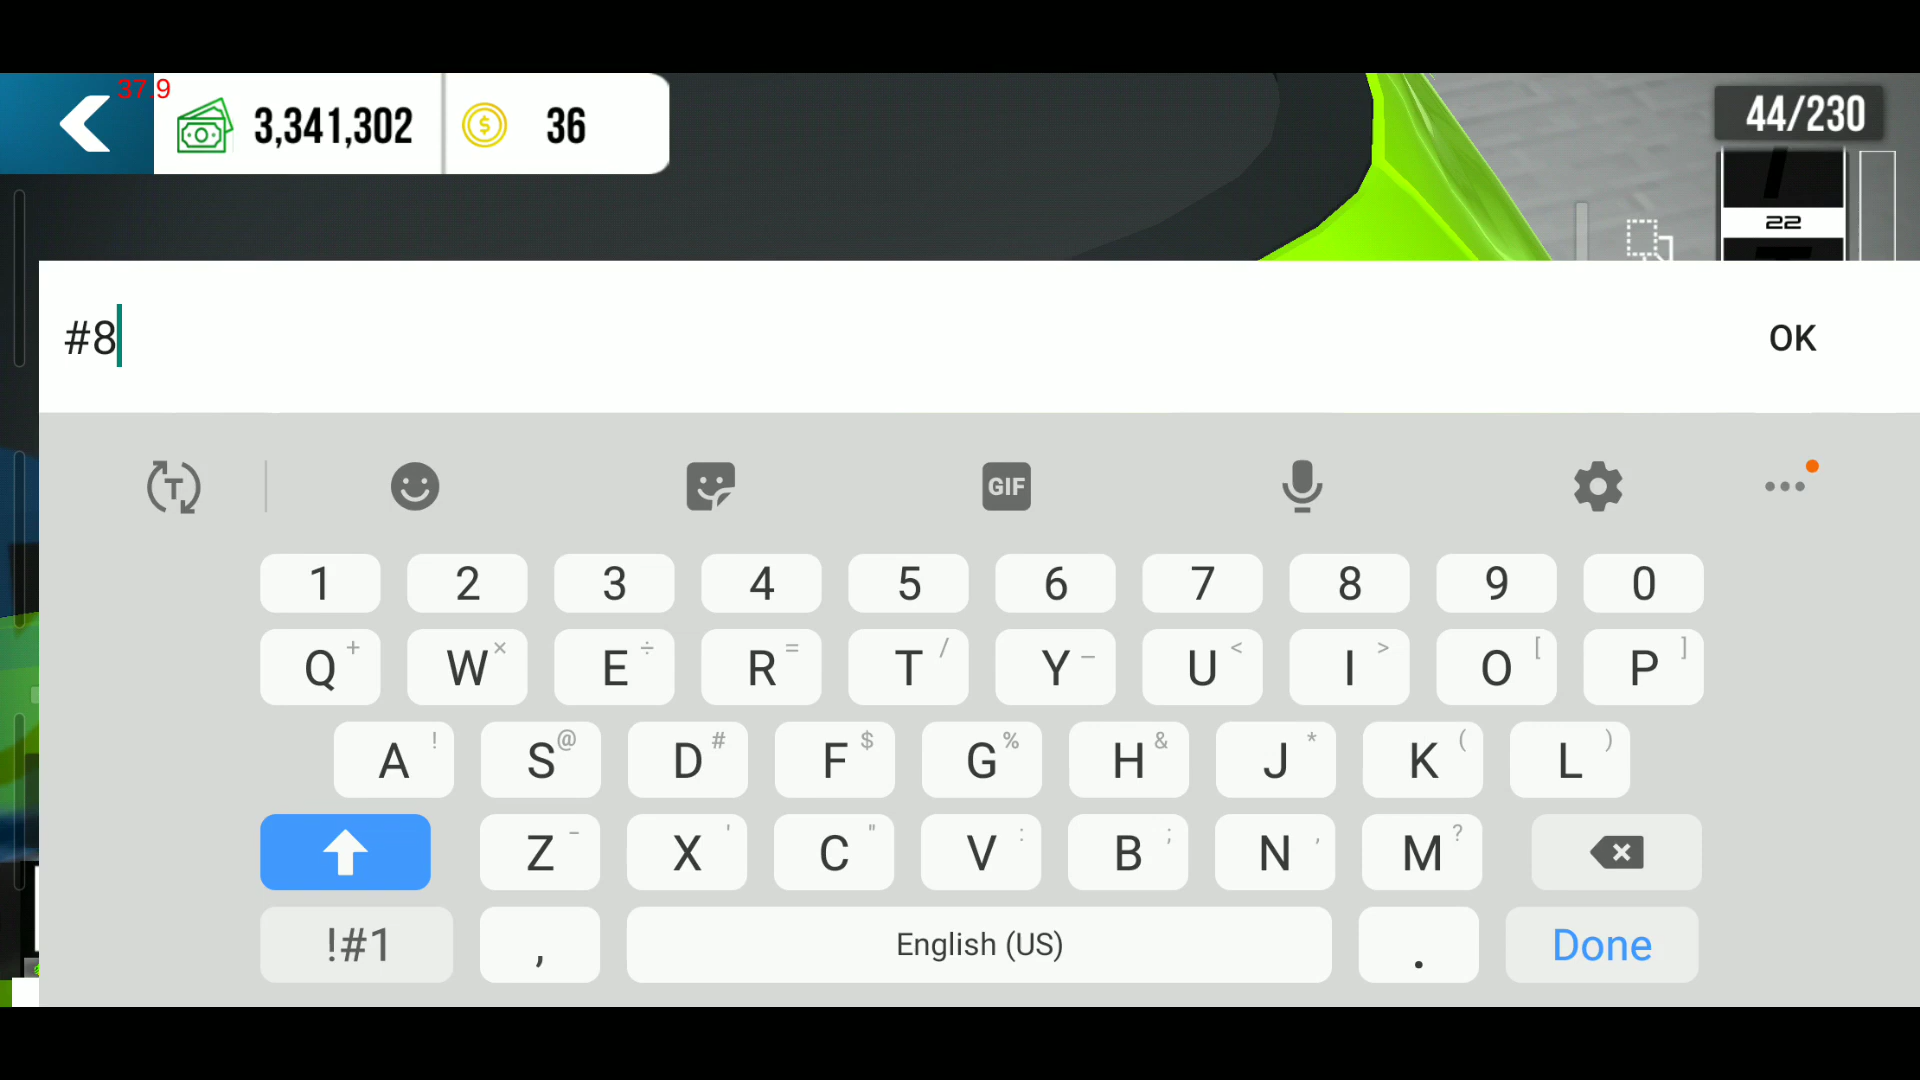 37.9
3,341,302
36
44/230
22
#8
OK
T
GIF
1 2 3 4 5 6 7 8 9 0
Q + W × E ÷ R = T / Y _ U < I > O [ P ]
A ! S @ D # F $ G % H & J * K ( L )
Z - X ' C " V : B ; N , M ?
!#1 , English (US) . Done